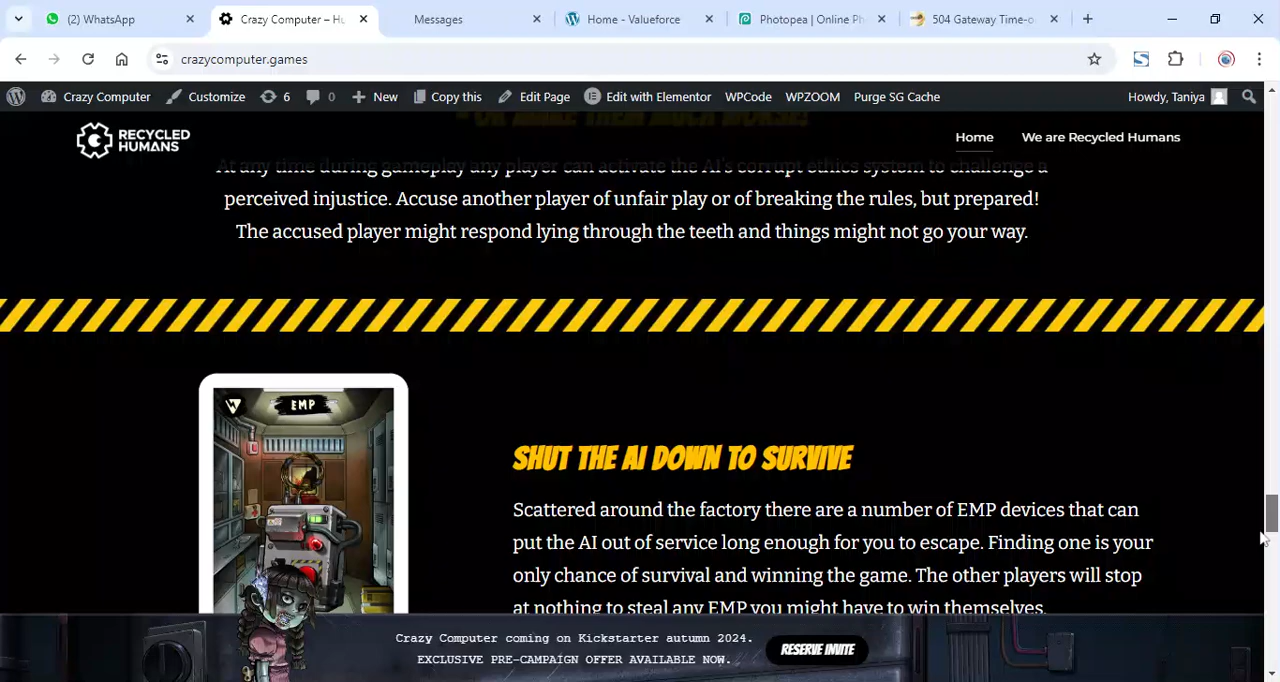 (2) WhatsApp
Crazy Computer – Hu
Messages
Home - Valueforce
Photopea | Online Ph
504 Gateway Time-o
crazycomputer.games
Crazy Computer
Customize
6
0
New
Copy this
Edit Page
Edit with Elementor
WPCode
WPZOOM
Purge SG Cache
Howdy, Taniya
RECYCLED
HUMANS
Home
We are Recycled Humans
- OR MAKE THEM MUCH WORSE!
At any time during gameplay any player can activate the AI's corrupt ethics system to challenge a
perceived injustice. Accuse another player of unfair play or of breaking the rules, but prepared!
The accused player might respond lying through the teeth and things might not go your way.
EMP
SHUT THE AI DOWN TO SURVIVE
Scattered around the factory there are a number of EMP devices that can
put the AI out of service long enough for you to escape. Finding one is your
only chance of survival and winning the game. The other players will stop
at nothing to steal any EMP you might have to win themselves.
Crazy Computer coming on Kickstarter autumn 2024.
EXCLUSIVE PRE-CAMPAIGN OFFER AVAILABLE NOW.
RESERVE INVITE